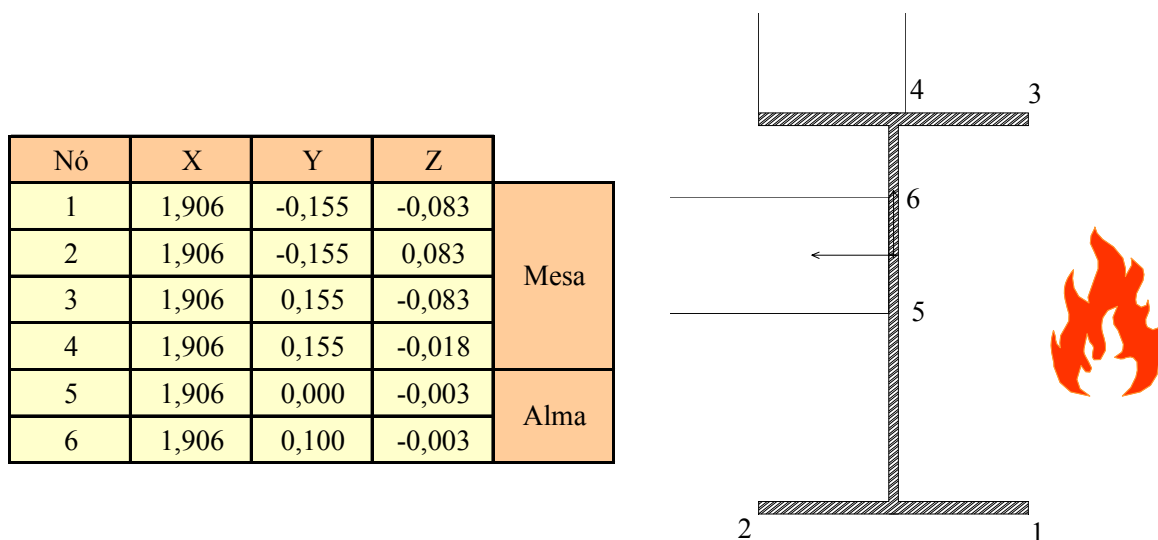 Nó X Y Z
1 1,906 -0,155 -0,083
2 1,906 -0,155 0,083
3 1,906 0,155 -0,083
4 1,906 0,155 -0,018
Mesa
5 1,906 0,000 -0,003
6 1,906 0,100 -0,003
Alma
4 3
6
5
2 1